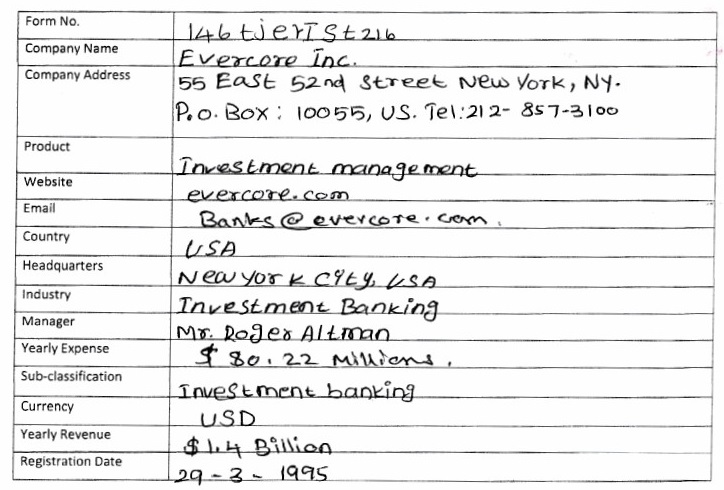 Form No. 146tjerTSt216
Company Name Evercore Inc.
Company Address 55 East 52nd Street New York, NY.
P.O. Box: 10055, US. Tel:212-857-3100
Product Investment management
Website evercore.com
Email Banks@evercore.com.
Country USA
Headquarters New York City, USA
Industry Investment Banking
Manager Mr. Roger Altman
Yearly Expense $80.22 Millions.
Sub-classification Investment banking
Currency USD
Yearly Revenue $1.4 Billion
Registration Date 29-3-1995